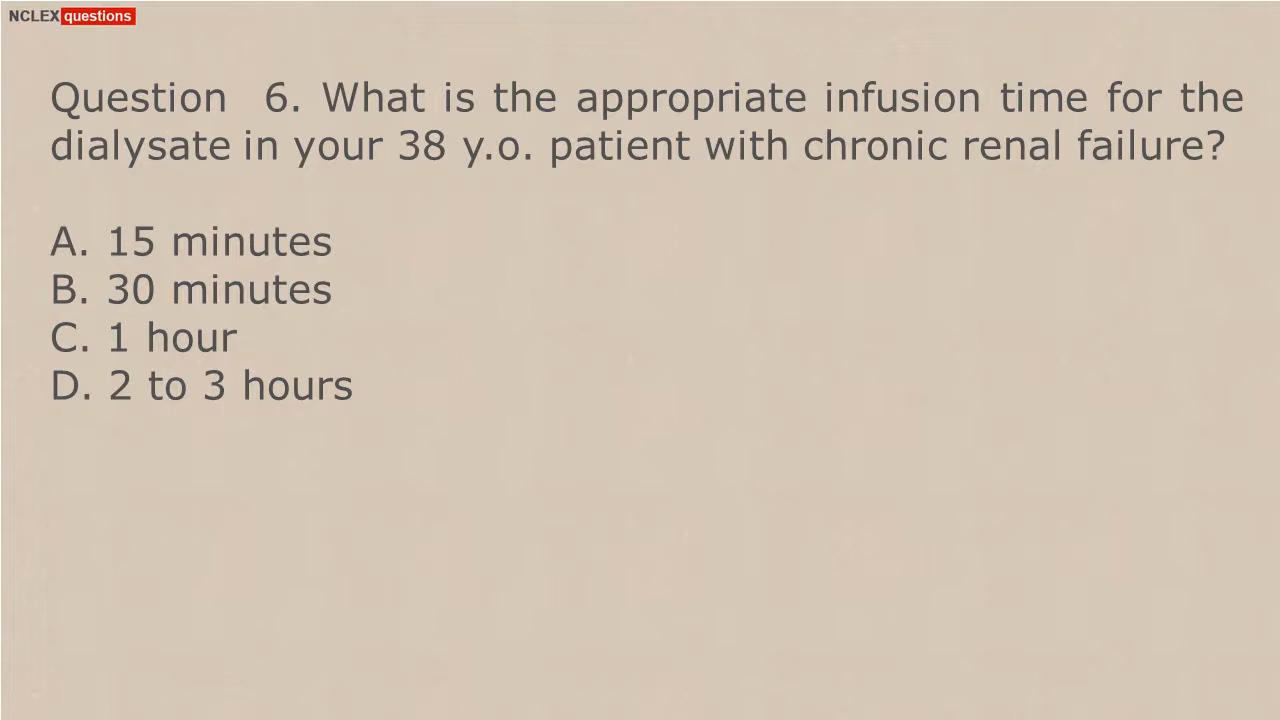 NCLEX questions
Question 6. What is the appropriate infusion time for the
dialysate in your 38 y.o. patient with chronic renal failure?
A. 15 minutes
B. 30 minutes
C. 1 hour
D. 2 to 3 hours